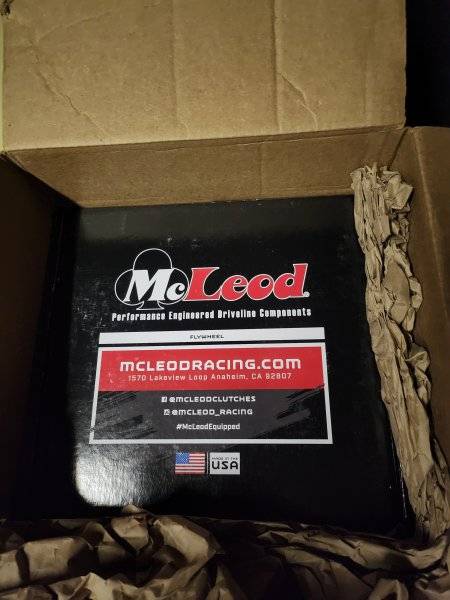 McLeod
Performance Engineered Driveline Components
FLYWHEEL
MCLEODRACING.COM
1570 Lakeview Loop Anaheim, CA 92807
@MCLEODCLUTCHES
@MCLEOD_RACING
#McLeodEquipped
MADE IN THE
USA